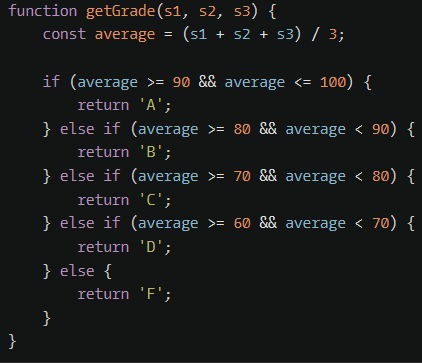 function getGrade(s1, s2, s3) {
    const average = (s1 + s2 + s3) / 3;

    if (average >= 90 && average <= 100) {
        return 'A';
    } else if (average >= 80 && average < 90) {
        return 'B';
    } else if (average >= 70 && average < 80) {
        return 'C';
    } else if (average >= 60 && average < 70) {
        return 'D';
    } else {
        return 'F';
    }
}